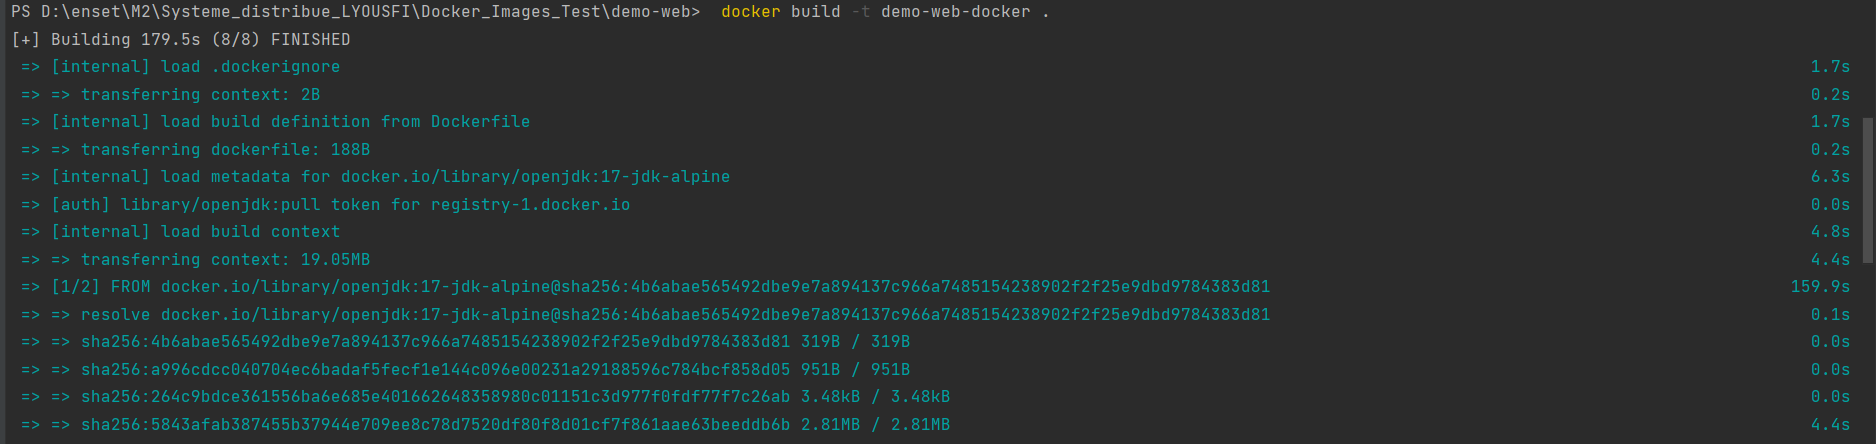 PS D:\enset\M2\Systeme_distribue_LYOUSFI\Docker_Images_Test\demo-web>  docker build -t demo-web-docker .
[+] Building 179.5s (8/8) FINISHED
=> [internal] load .dockerignore 1.7s
=> => transferring context: 2B 0.2s
=> [internal] load build definition from Dockerfile 1.7s
=> => transferring dockerfile: 188B 0.2s
=> [internal] load metadata for docker.io/library/openjdk:17-jdk-alpine 6.3s
=> [auth] library/openjdk:pull token for registry-1.docker.io 0.0s
=> [internal] load build context 4.8s
=> => transferring context: 19.05MB 4.4s
=> [1/2] FROM docker.io/library/openjdk:17-jdk-alpine@sha256:4b6abae565492dbe9e7a894137c966a7485154238902f2f25e9dbd9784383d81 159.9s
=> => resolve docker.io/library/openjdk:17-jdk-alpine@sha256:4b6abae565492dbe9e7a894137c966a7485154238902f2f25e9dbd9784383d81 0.1s
=> => sha256:4b6abae565492dbe9e7a894137c966a7485154238902f2f25e9dbd9784383d81 319B / 319B 0.0s
=> => sha256:a996cdcc040704ec6badaf5fecf1e144c096e00231a29188596c784bcf858d05 951B / 951B 0.0s
=> => sha256:264c9bdce361556ba6e685e401662648358980c01151c3d977f0fdf77f7c26ab 3.48kB / 3.48kB 0.0s
=> => sha256:5843afab387455b37944e709ee8c78d7520df80f8d01cf7f861aae63beeddb6b 2.81MB / 2.81MB 4.4s